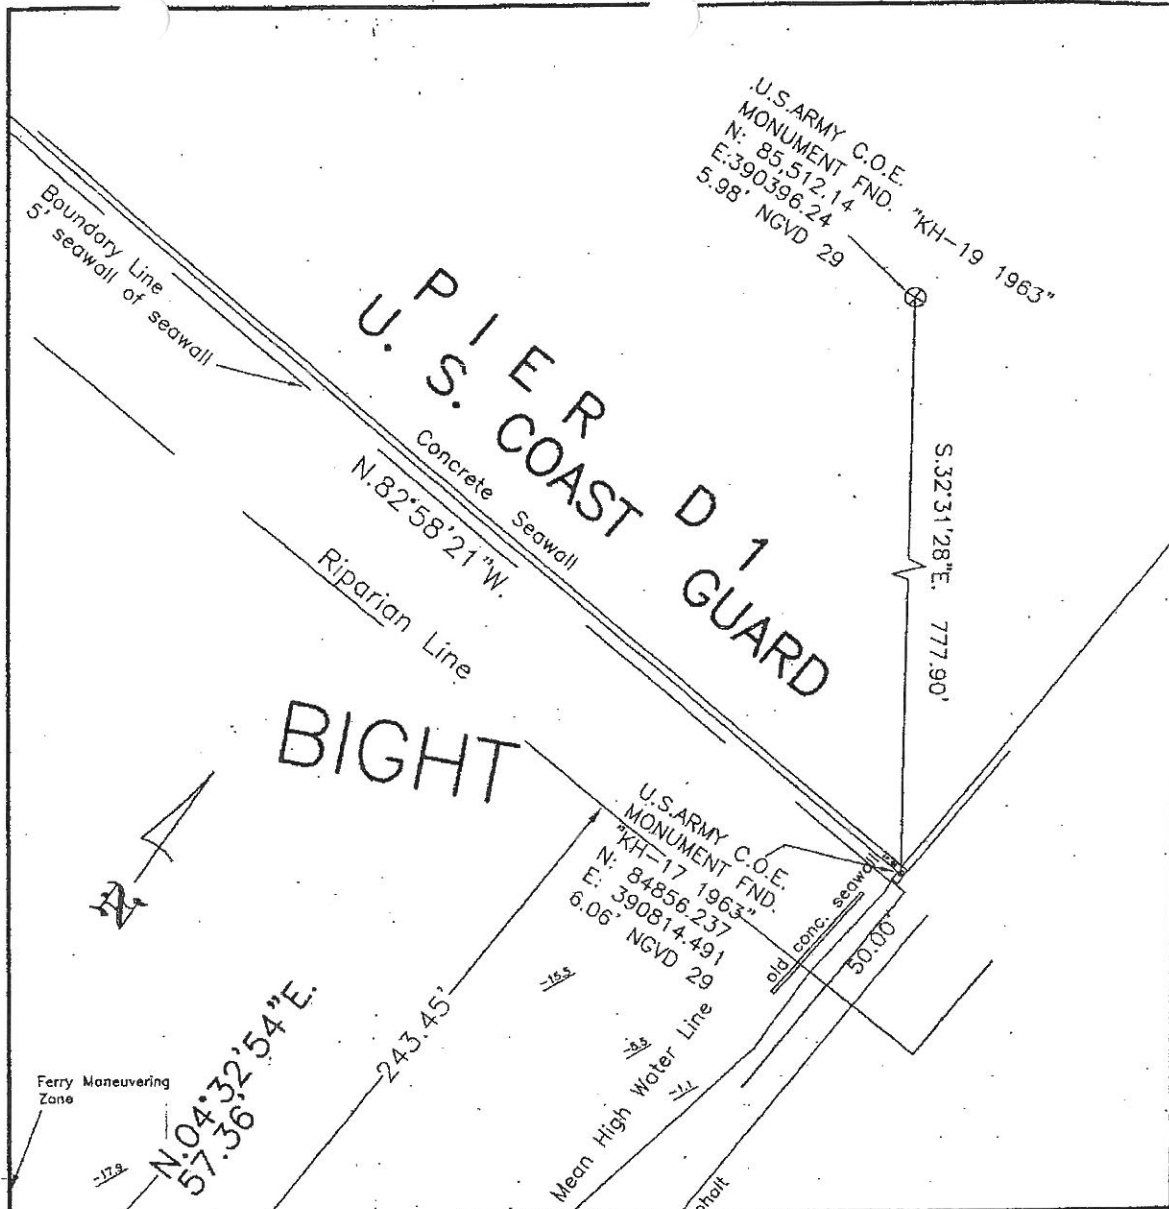 .U.S.ARMY C.O.E.
MONUMENT FND. "KH-19 1963"
N: 85,512.14
E:390396.24
5.98' NGVD 29
Boundary Line
5' seawall of seawall
PIER D 1
U. S. COAST GUARD
Concrete Seawall
N.82°58'21"W.
S.32°31'28"E. 777.90'
Riparian Line
BIGHT
U.S.ARMY C.O.E.
MONUMENT FND.
"KH-17 1963"
N: 84856.237
E: 390814.491
6.06' NGVD 29
old conc. seawall
50.00'
-15.5
-8.5
-1.1
Mean High Water Line
243.45'
N
N.04°32'54"E.
57.36'
Ferry Maneuvering
Zone
-17.9
phalt